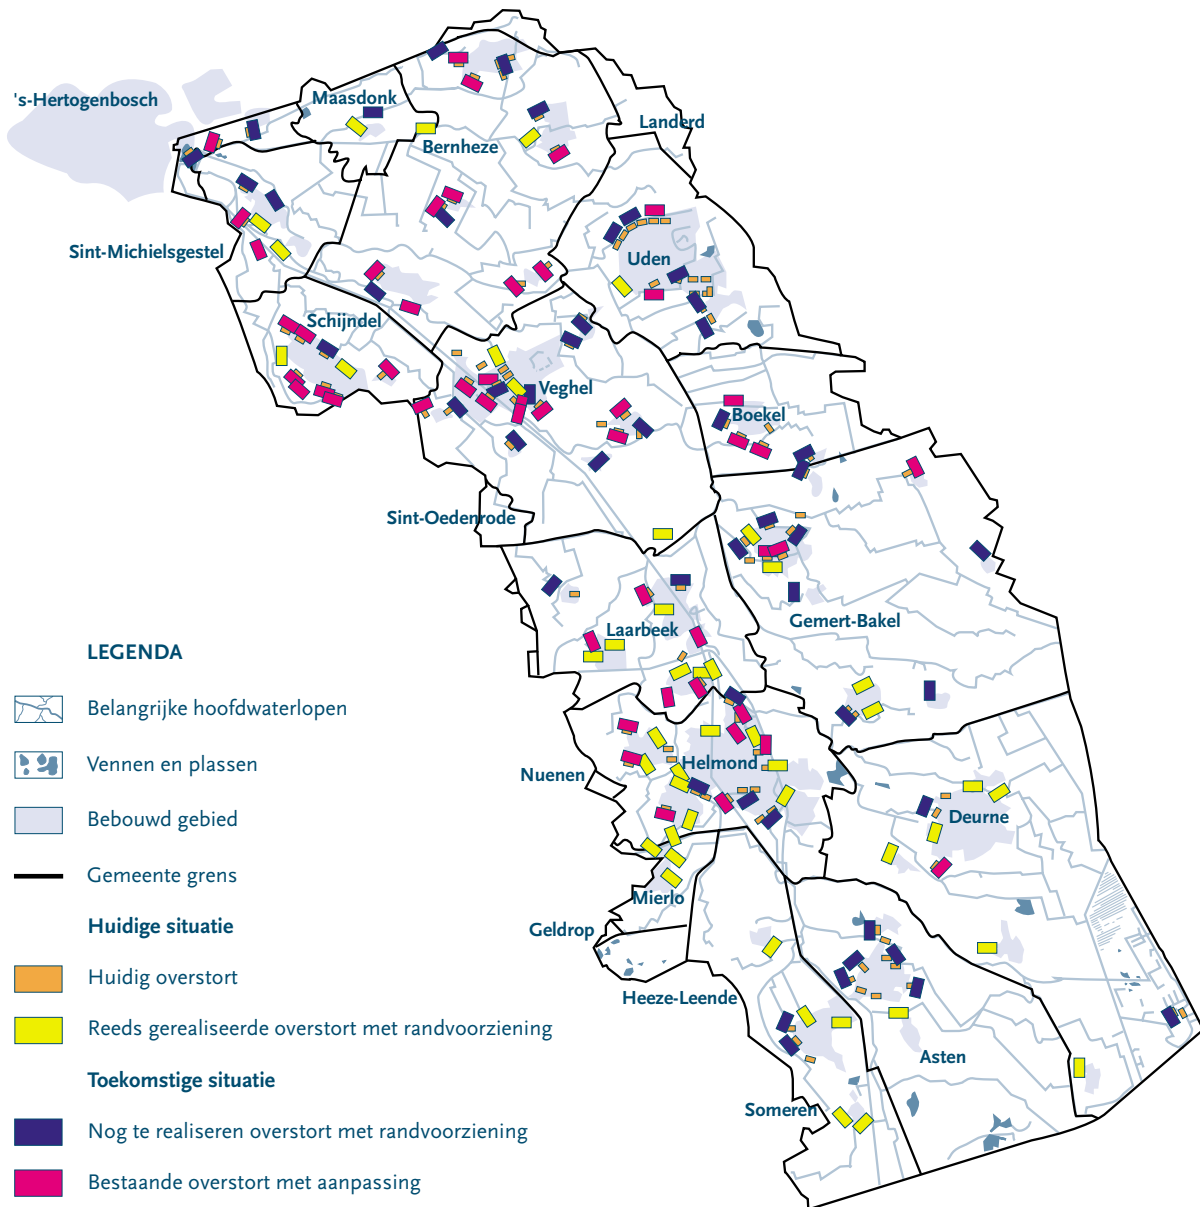 's-Hertogenbosch
Maasdonk
Landerd
Bernheze
Sint-Michielsgestel
Uden
Schijndel
Veghel
Boekel
Sint-Oedenrode
Gemert-Bakel
Laarbeek
Nuenen
Helmond
Deurne
Mierlo
Geldrop
Heeze-Leende
Asten
Someren
LEGENDA
Belangrijke hoofdwaterlopen
Vennen en plassen
Bebouwd gebied
Gemeente grens
Huidige situatie
Huidig overstort
Reeds gerealiseerde overstort met randvoorziening
Toekomstige situatie
Nog te realiseren overstort met randvoorziening
Bestaande overstort met aanpassing